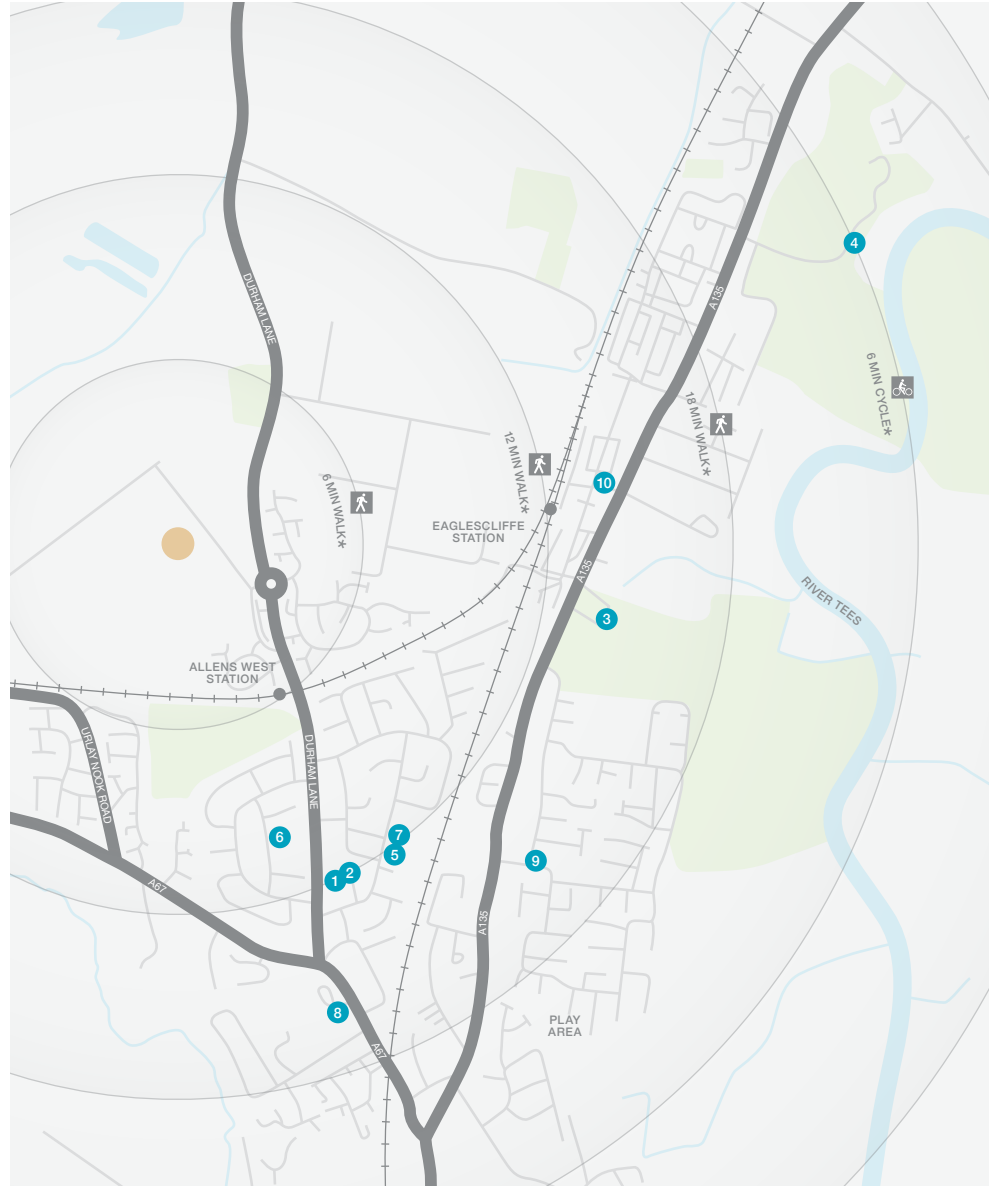 4
DURHAM LANE
A135
6 MIN CYCLE*
18 MIN WALK*
12 MIN WALK*
6 MIN WALK*
10
EAGLESCLIFFE
STATION
A135
RIVER TEES
3
ALLENS WEST
STATION
URLAY NOOK ROAD
DURHAM LANE
6
7
5
9
2
1
A67
A135
8
PLAY
AREA
A67